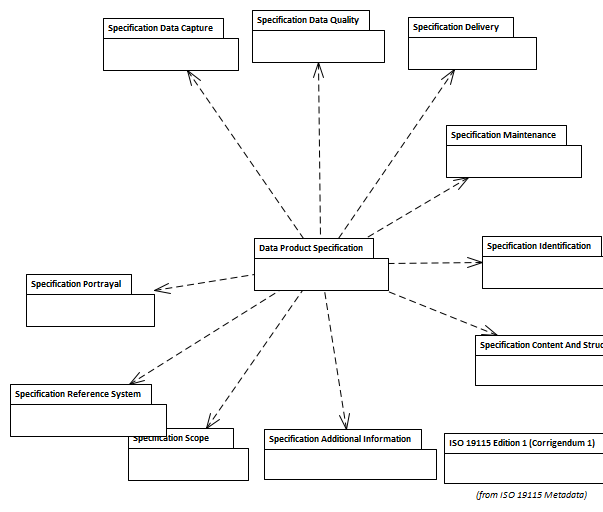 Specification Data Capture
Specification Data Quality
Specification Delivery
Specification Maintenance
Data Product Specification
Specification Identification
Specification Portrayal
Specification Content And Struc
Specification Reference System
Specification Scope
Specification Additional Information
ISO 19115 Edition 1 (Corrigendum 1)
(from ISO 19115 Metadata)